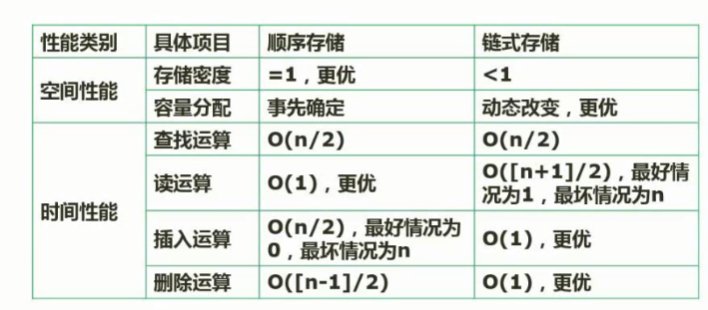 性能类别 具体项目 顺序存储 链式存储
空间性能 存储密度 =1，更优 <1
容量分配 事先确定 动态改变，更优
时间性能 查找运算 O(n/2) O(n/2)
读运算 O(1)，更优 O([n+1]/2)，最好情
况为1，最坏情况为n
插入运算 O(n/2)，最好情况为
0，最坏情况为n O(1)，更优
删除运算 O([n-1]/2) O(1)，更优